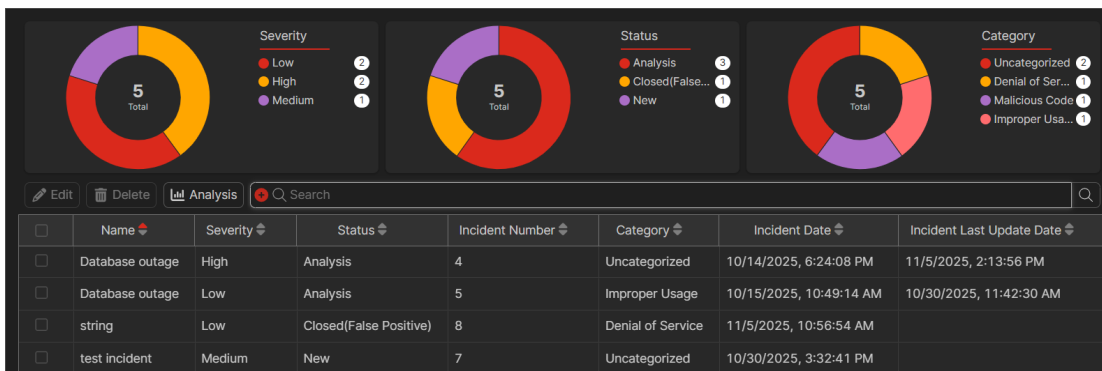 Severity
Low 2
High 2
Medium 1
5
Total
Status
Analysis 3
Closed(False... 1
New 1
5
Total
Category
Uncategorized 2
Denial of Ser... 1
Malicious Code 1
Improper Usa... 1
5
Total
Edit Delete Analysis Search
Name Severity Status Incident Number Category Incident Date Incident Last Update Date
Database outage High Analysis 4 Uncategorized 10/14/2025, 6:24:08 PM 11/5/2025, 2:13:56 PM
Database outage Low Analysis 5 Improper Usage 10/15/2025, 10:49:14 AM 10/30/2025, 11:42:30 AM
string Low Closed(False Positive) 8 Denial of Service 11/5/2025, 10:56:54 AM
test incident Medium New 7 Uncategorized 10/30/2025, 3:32:41 PM